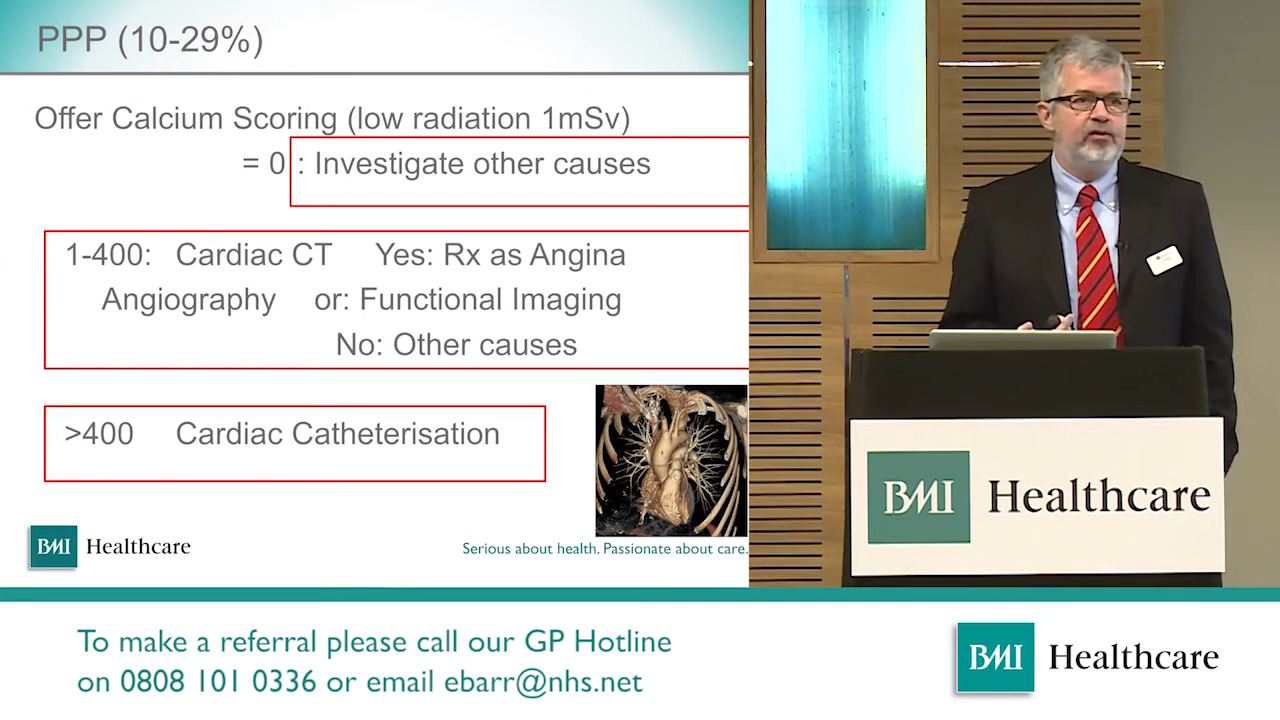 PPP (10-29%)
Offer Calcium Scoring (low radiation 1mSv)
= 0 : Investigate other causes
1-400: Cardiac CT Yes: Rx as Angina
Angiography or: Functional Imaging
No: Other causes
>400 Cardiac Catheterisation
BMI Healthcare
Serious about health. Passionate about care.
BMI Healthcare
To make a referral please call our GP Hotline
on 0808 101 0336 or email ebarr@nhs.net
BMI Healthcare